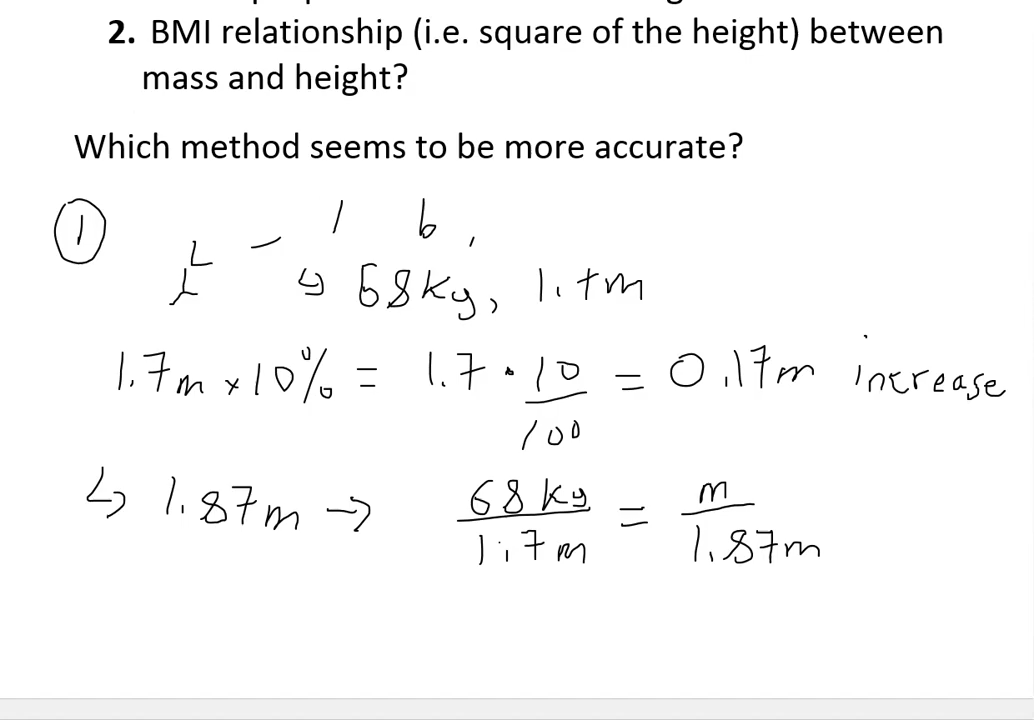 2. BMI relationship (i.e. square of the height) between
mass and height?
Which method seems to be more accurate?
1
↳ 68kg, 1.7m
1.7m × 10% = 1.7 · 10/100 = 0.17m increase
↳ 1.87m → 68kg/1.7m = m/1.87m